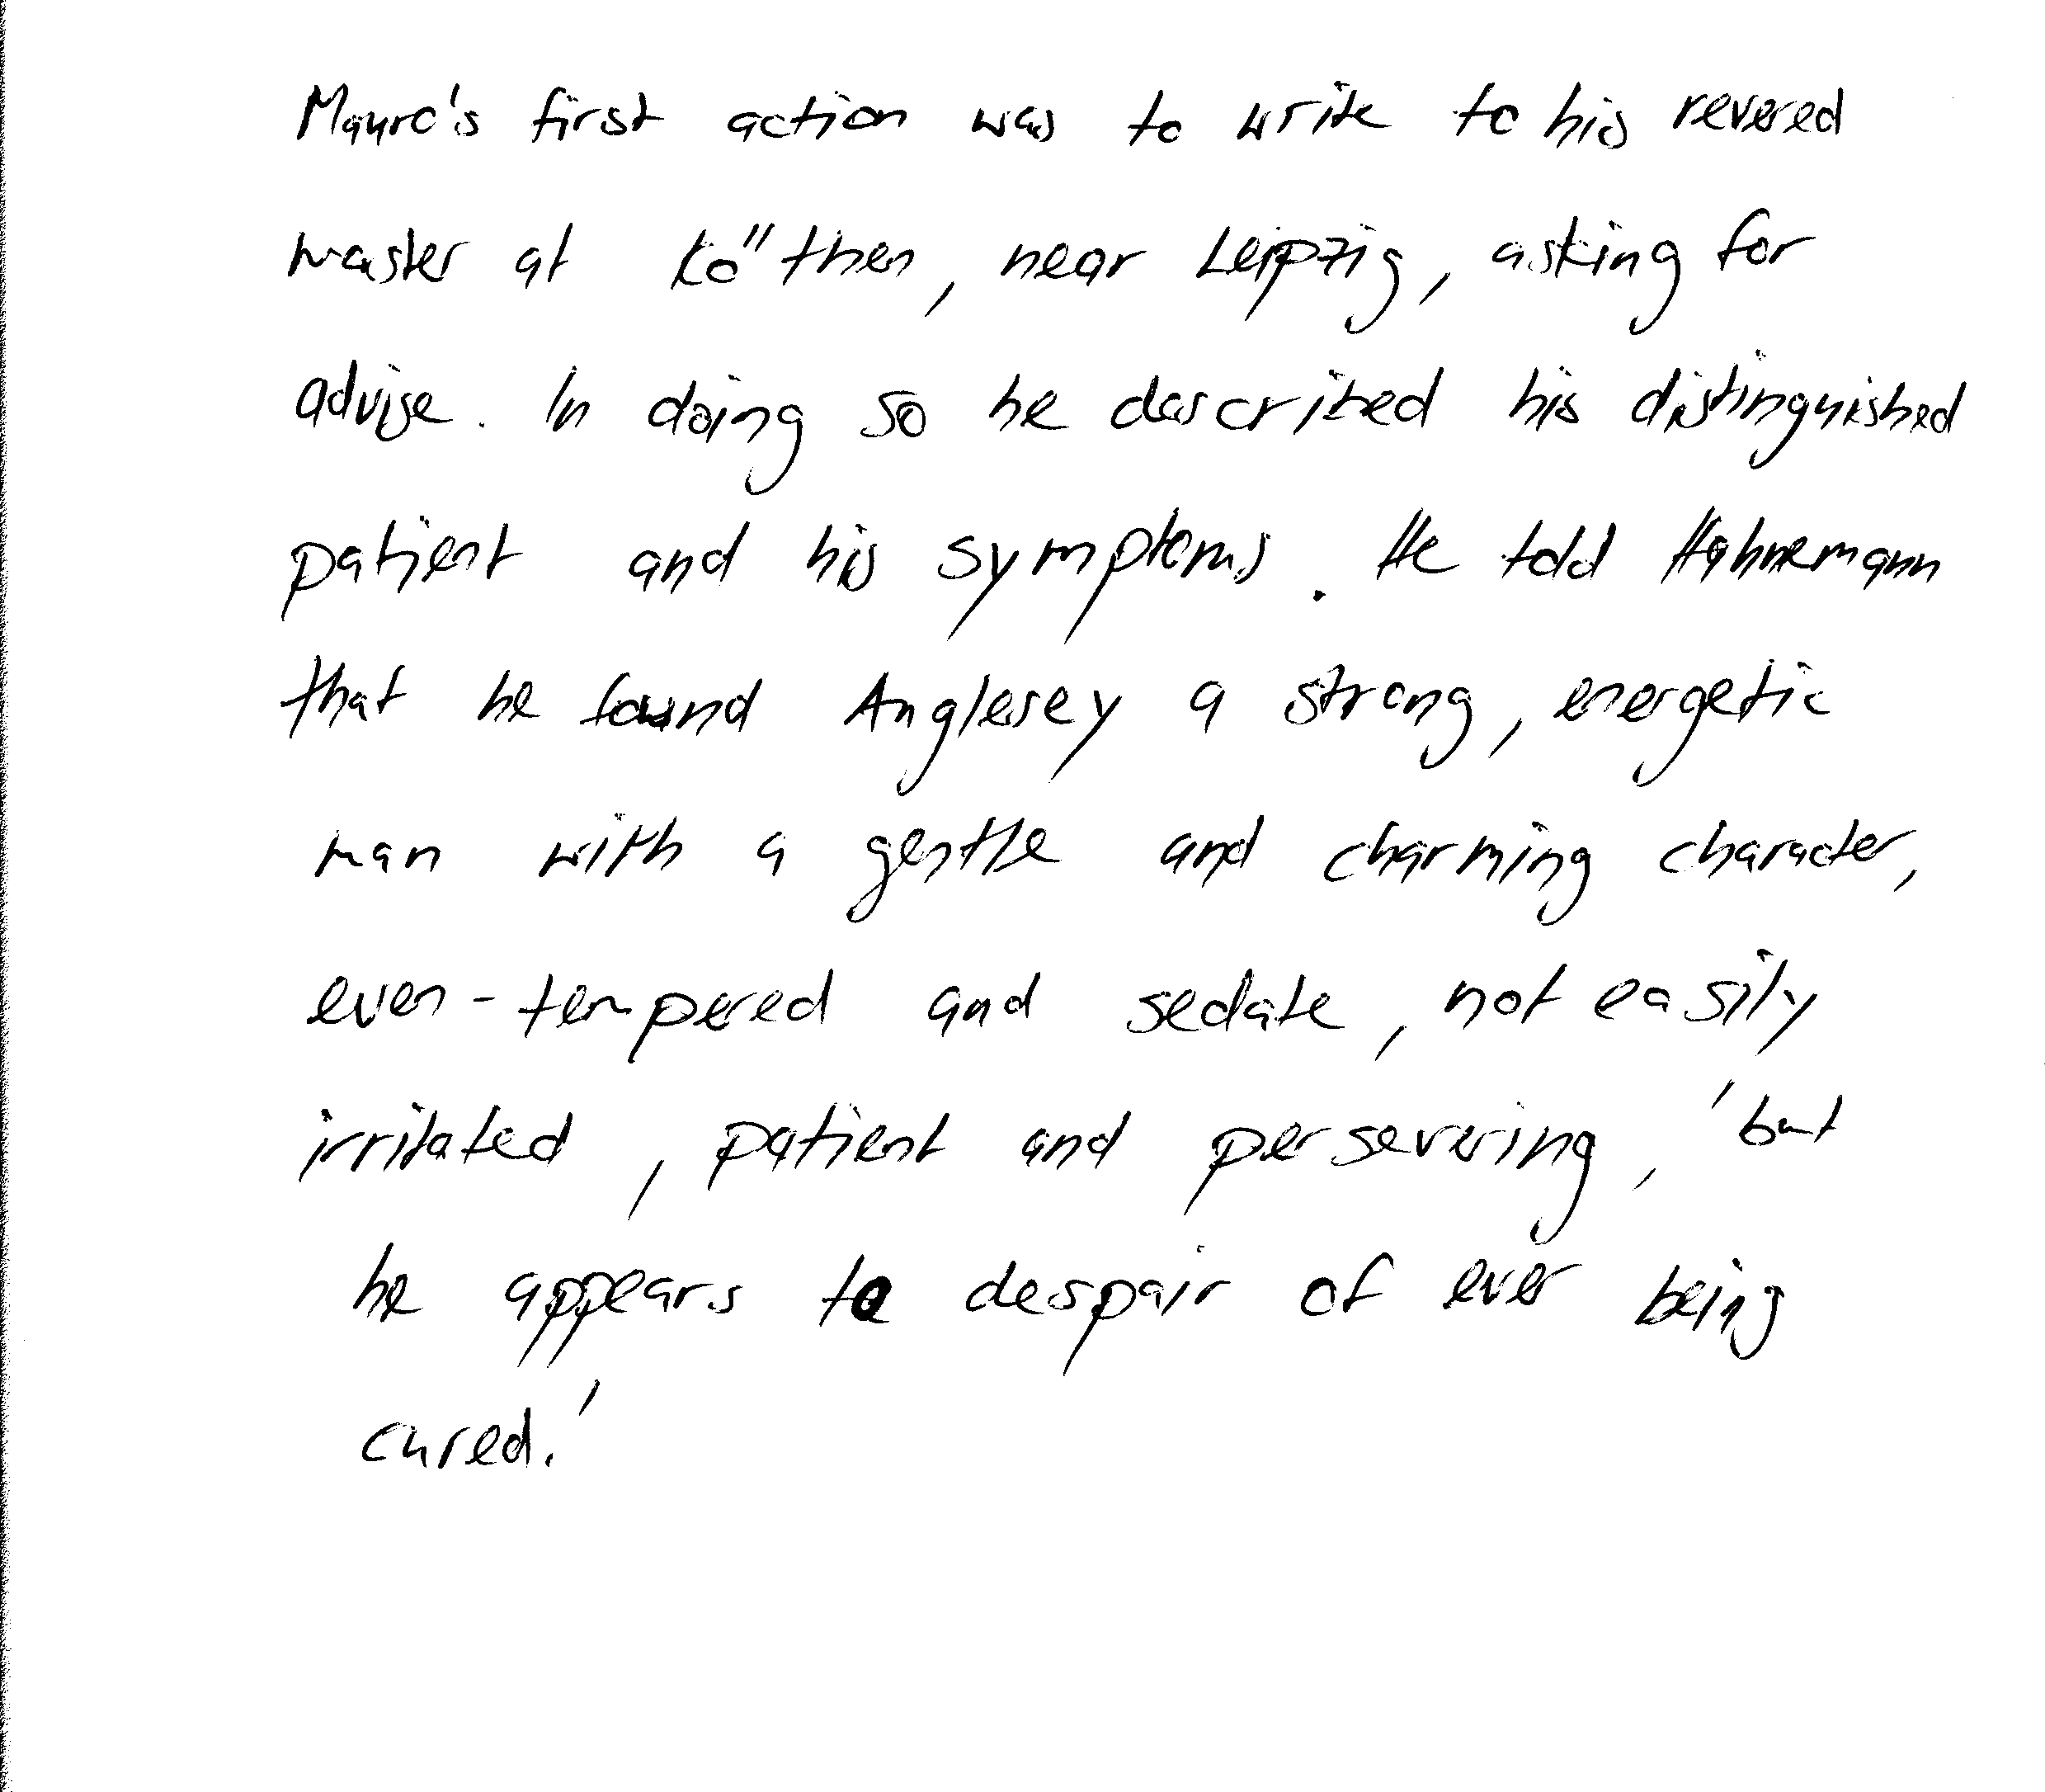 Mauro's first action was to write to his revered
master at Kö"then, near Leipzig, asking for
advise. In doing so he described his distinguished
patient and his symptoms. He told Hahnemann
that he found Anglesey a strong, energetic
man with a gentle and charming character,
even-tempered and sedate, not easily
irritated, patient and persevering, 'but
he appears to despair of ever being
cured.'